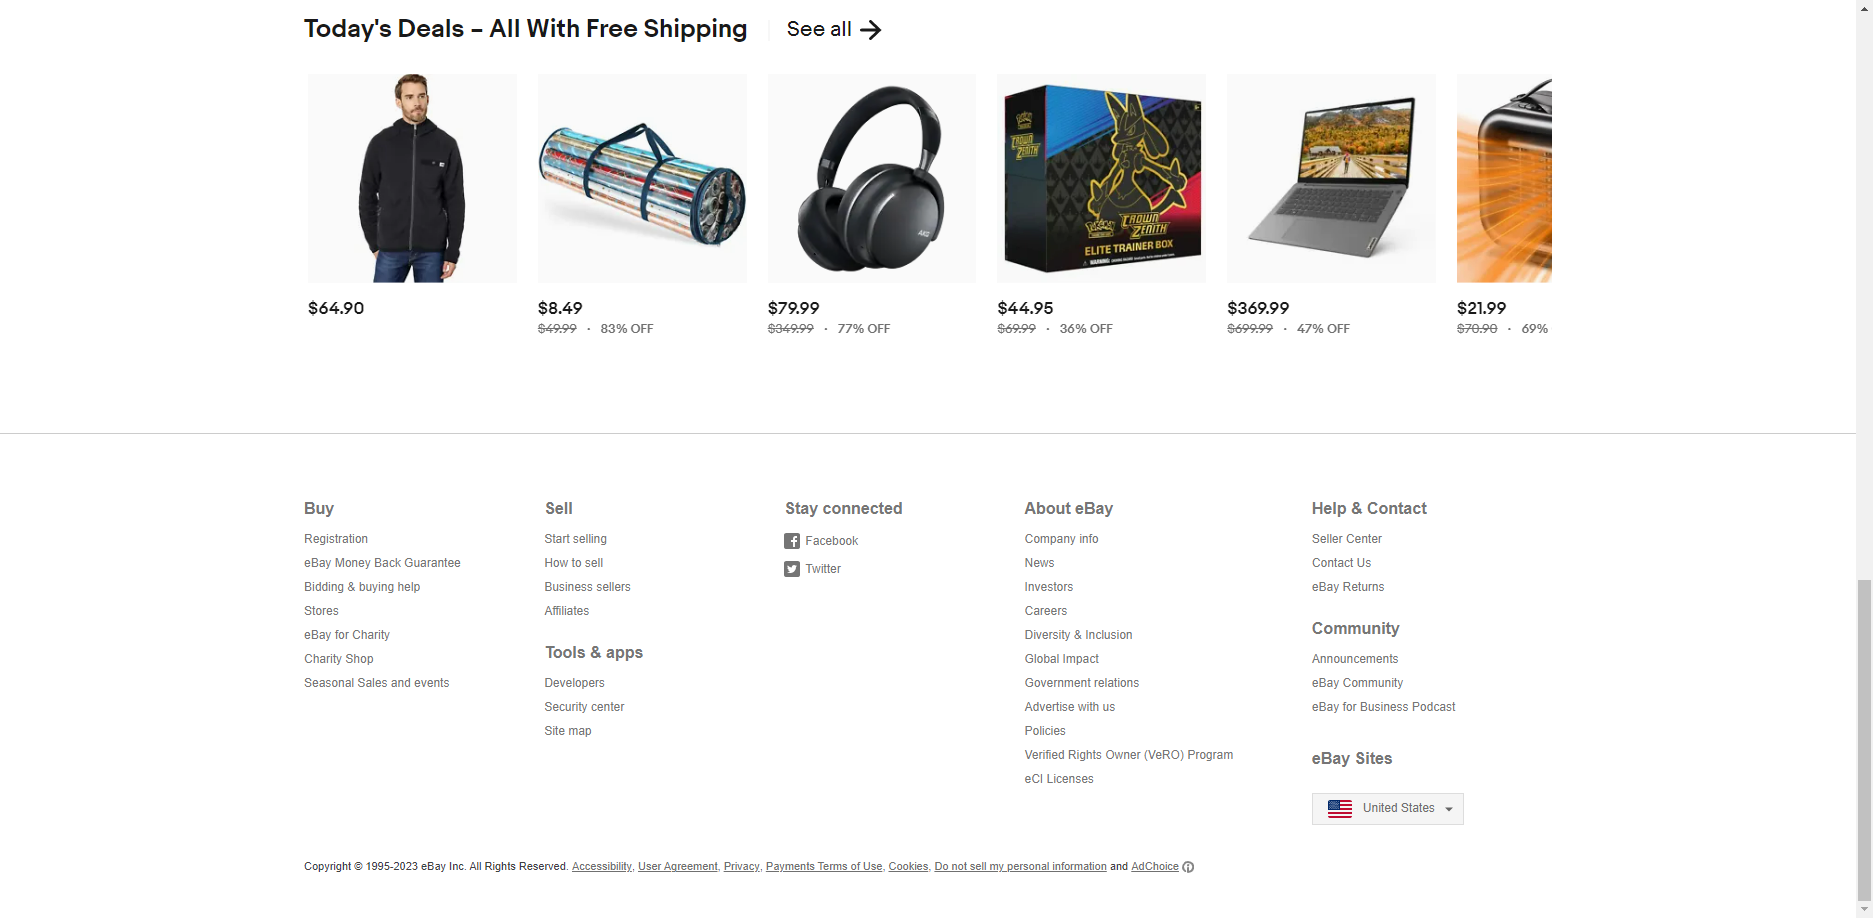 Today's Deals – All With Free Shipping
See all
AKG
Pokémon
CROWN
ZENITH
Pokémon
CROWN
ZENITH
ELITE TRAINER BOX
WARNING:
Lenovo
$64.90
$8.49
$49.99 · 83% OFF
$79.99
$349.99 · 77% OFF
$44.95
$69.99 · 36% OFF
$369.99
$699.99 · 47% OFF
$21.99
$70.90 · 69%
Buy
Registration
eBay Money Back Guarantee
Bidding & buying help
Stores
eBay for Charity
Charity Shop
Seasonal Sales and events
Sell
Start selling
How to sell
Business sellers
Affiliates
Tools & apps
Developers
Security center
Site map
Stay connected
Facebook
Twitter
About eBay
Company info
News
Investors
Careers
Diversity & Inclusion
Global Impact
Government relations
Advertise with us
Policies
Verified Rights Owner (VeRO) Program
eCI Licenses
Help & Contact
Seller Center
Contact Us
eBay Returns
Community
Announcements
eBay Community
eBay for Business Podcast
eBay Sites
United States
Copyright © 1995-2023 eBay Inc. All Rights Reserved. Accessibility, User Agreement, Privacy, Payments Terms of Use, Cookies, Do not sell my personal information and AdChoice